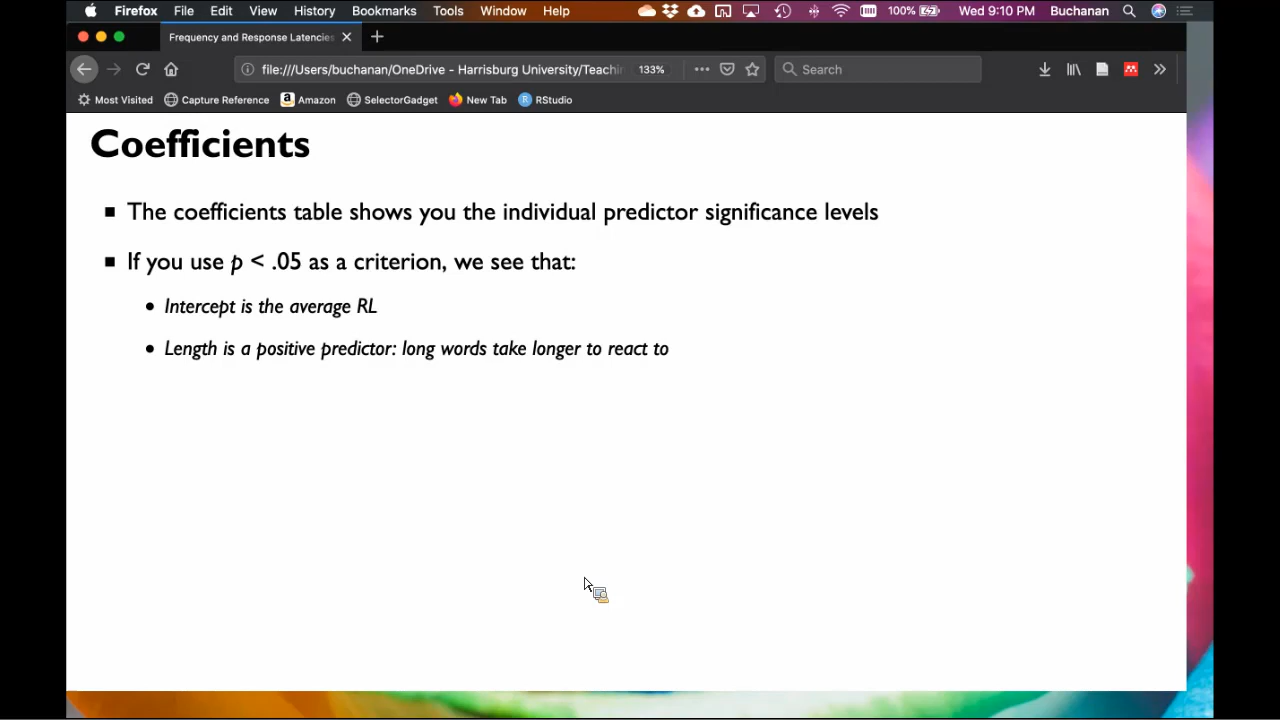 Firefox File Edit View History Bookmarks Tools Window Help 100% Wed 9:10 PM Buchanan
Frequency and Response Latencies
file:///Users/buchanan/OneDrive - Harrisburg University/Teachin 133% Search
Most Visited Capture Reference Amazon SelectorGadget New Tab RStudio
Coefficients
The coefficients table shows you the individual predictor significance levels
If you use p < .05 as a criterion, we see that:
Intercept is the average RL
Length is a positive predictor: long words take longer to react to